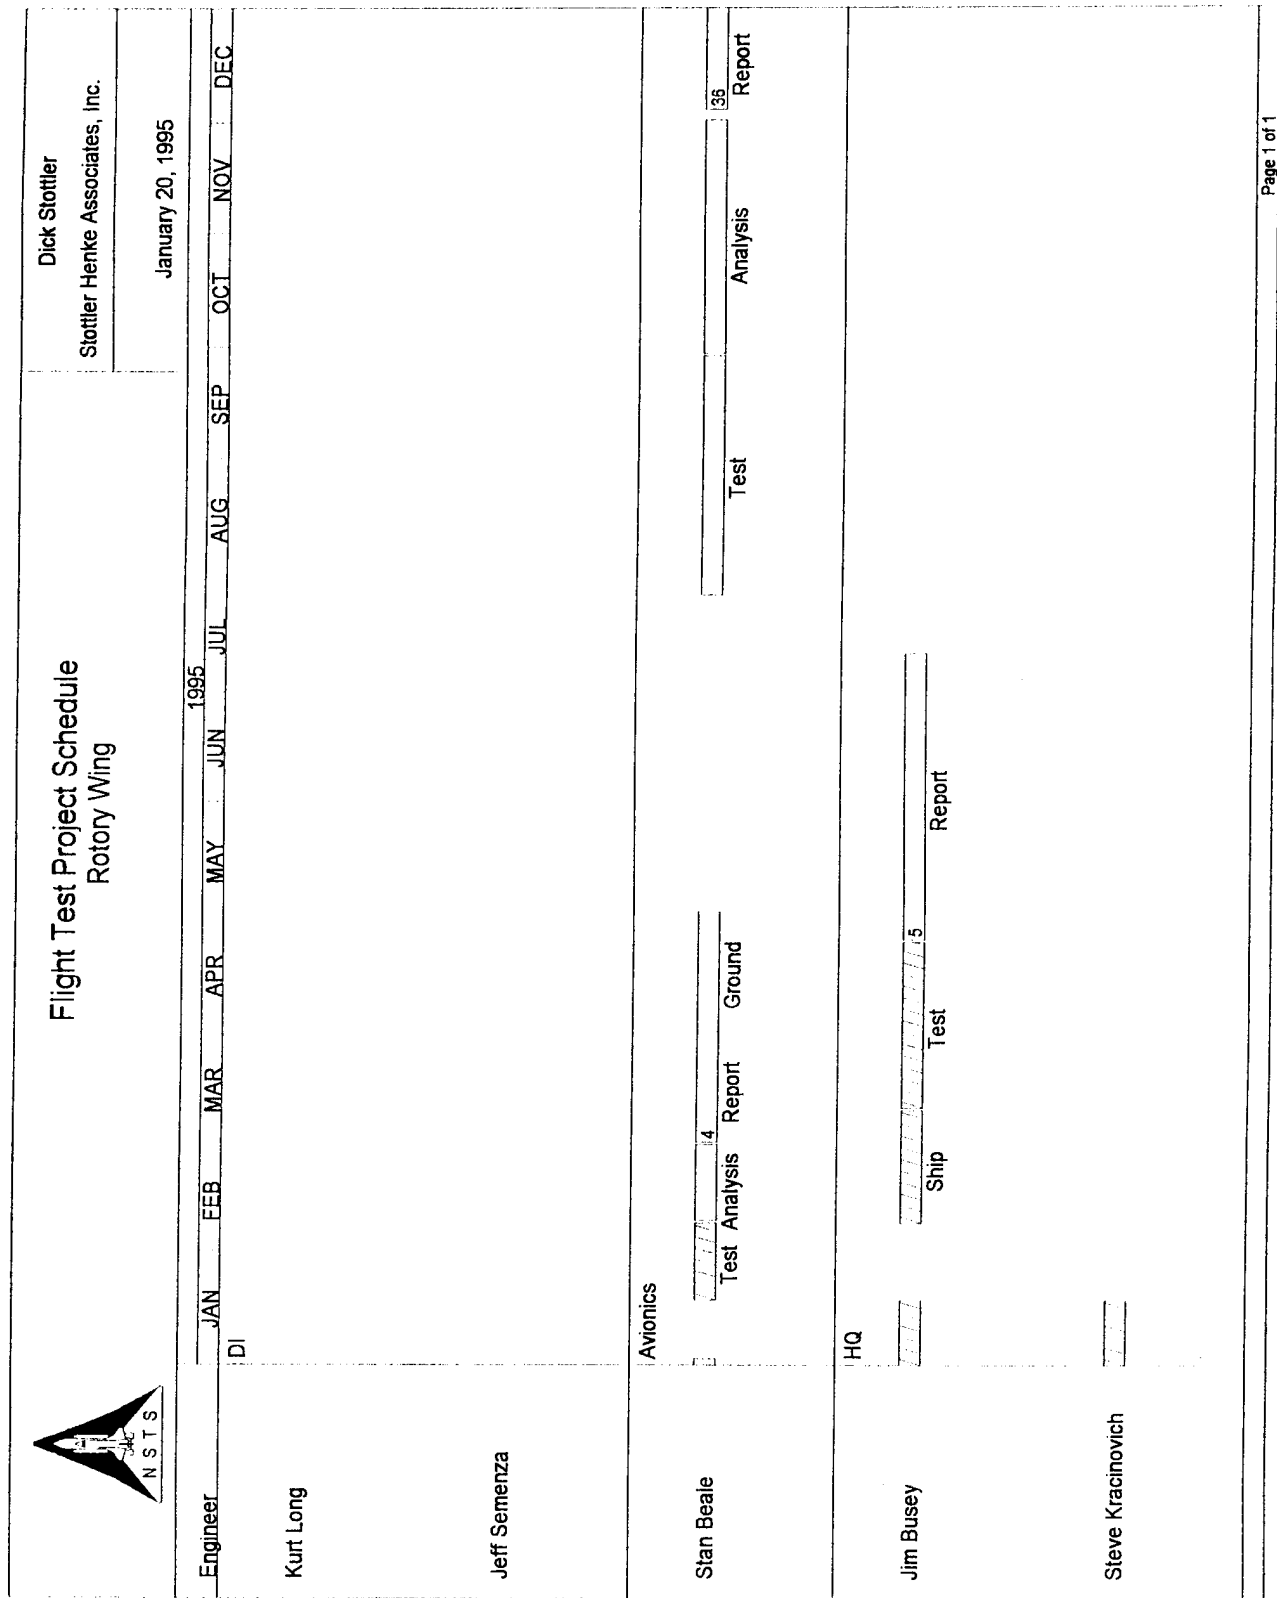 NSTS
Flight Test Project Schedule
Rotory Wing
Dick Stottler
Stottler Henke Associates, Inc.
January 20, 1995
1995
Engineer JAN FEB MAR APR MAY JUN JUL AUG SEP OCT NOV DEC
DI
Kurt Long
Jeff Semenza
Avionics
Stan Beale
4
36
Test Analysis Report Ground Test Analysis Report
HQ
Jim Busey
5
Ship Test Report
Steve Kracinovich
Page 1 of 1